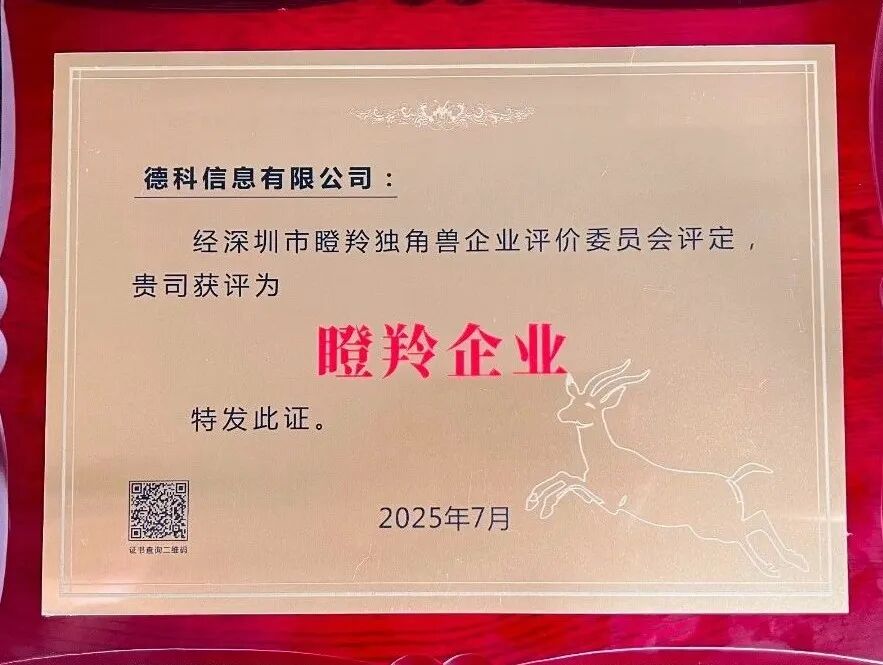 德科信息有限公司：
经深圳市瞪羚独角兽企业评价委员会评定，
贵司获评为
瞪羚企业
特发此证。
2025年7月
证书查询二维码